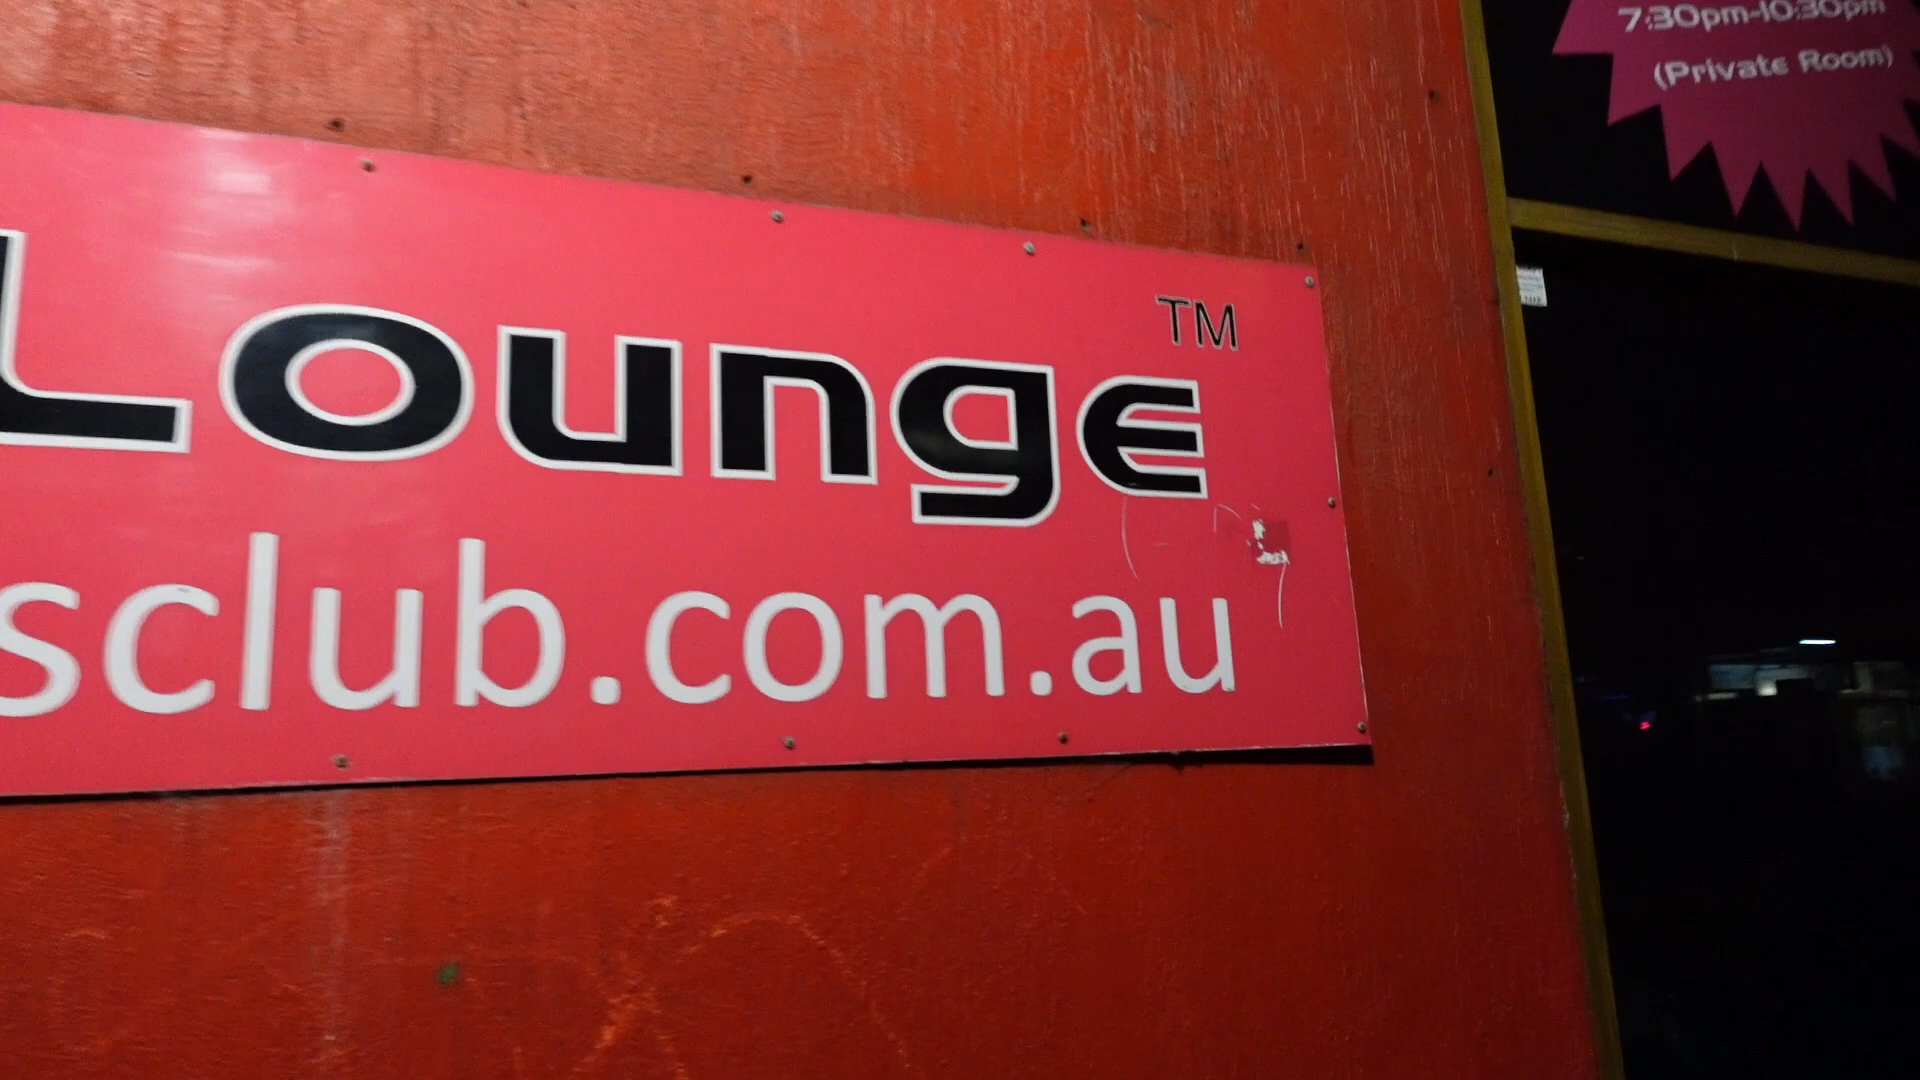 Lounge™
sclub.com.au
7:30pm-10:30pm
(Private Room)